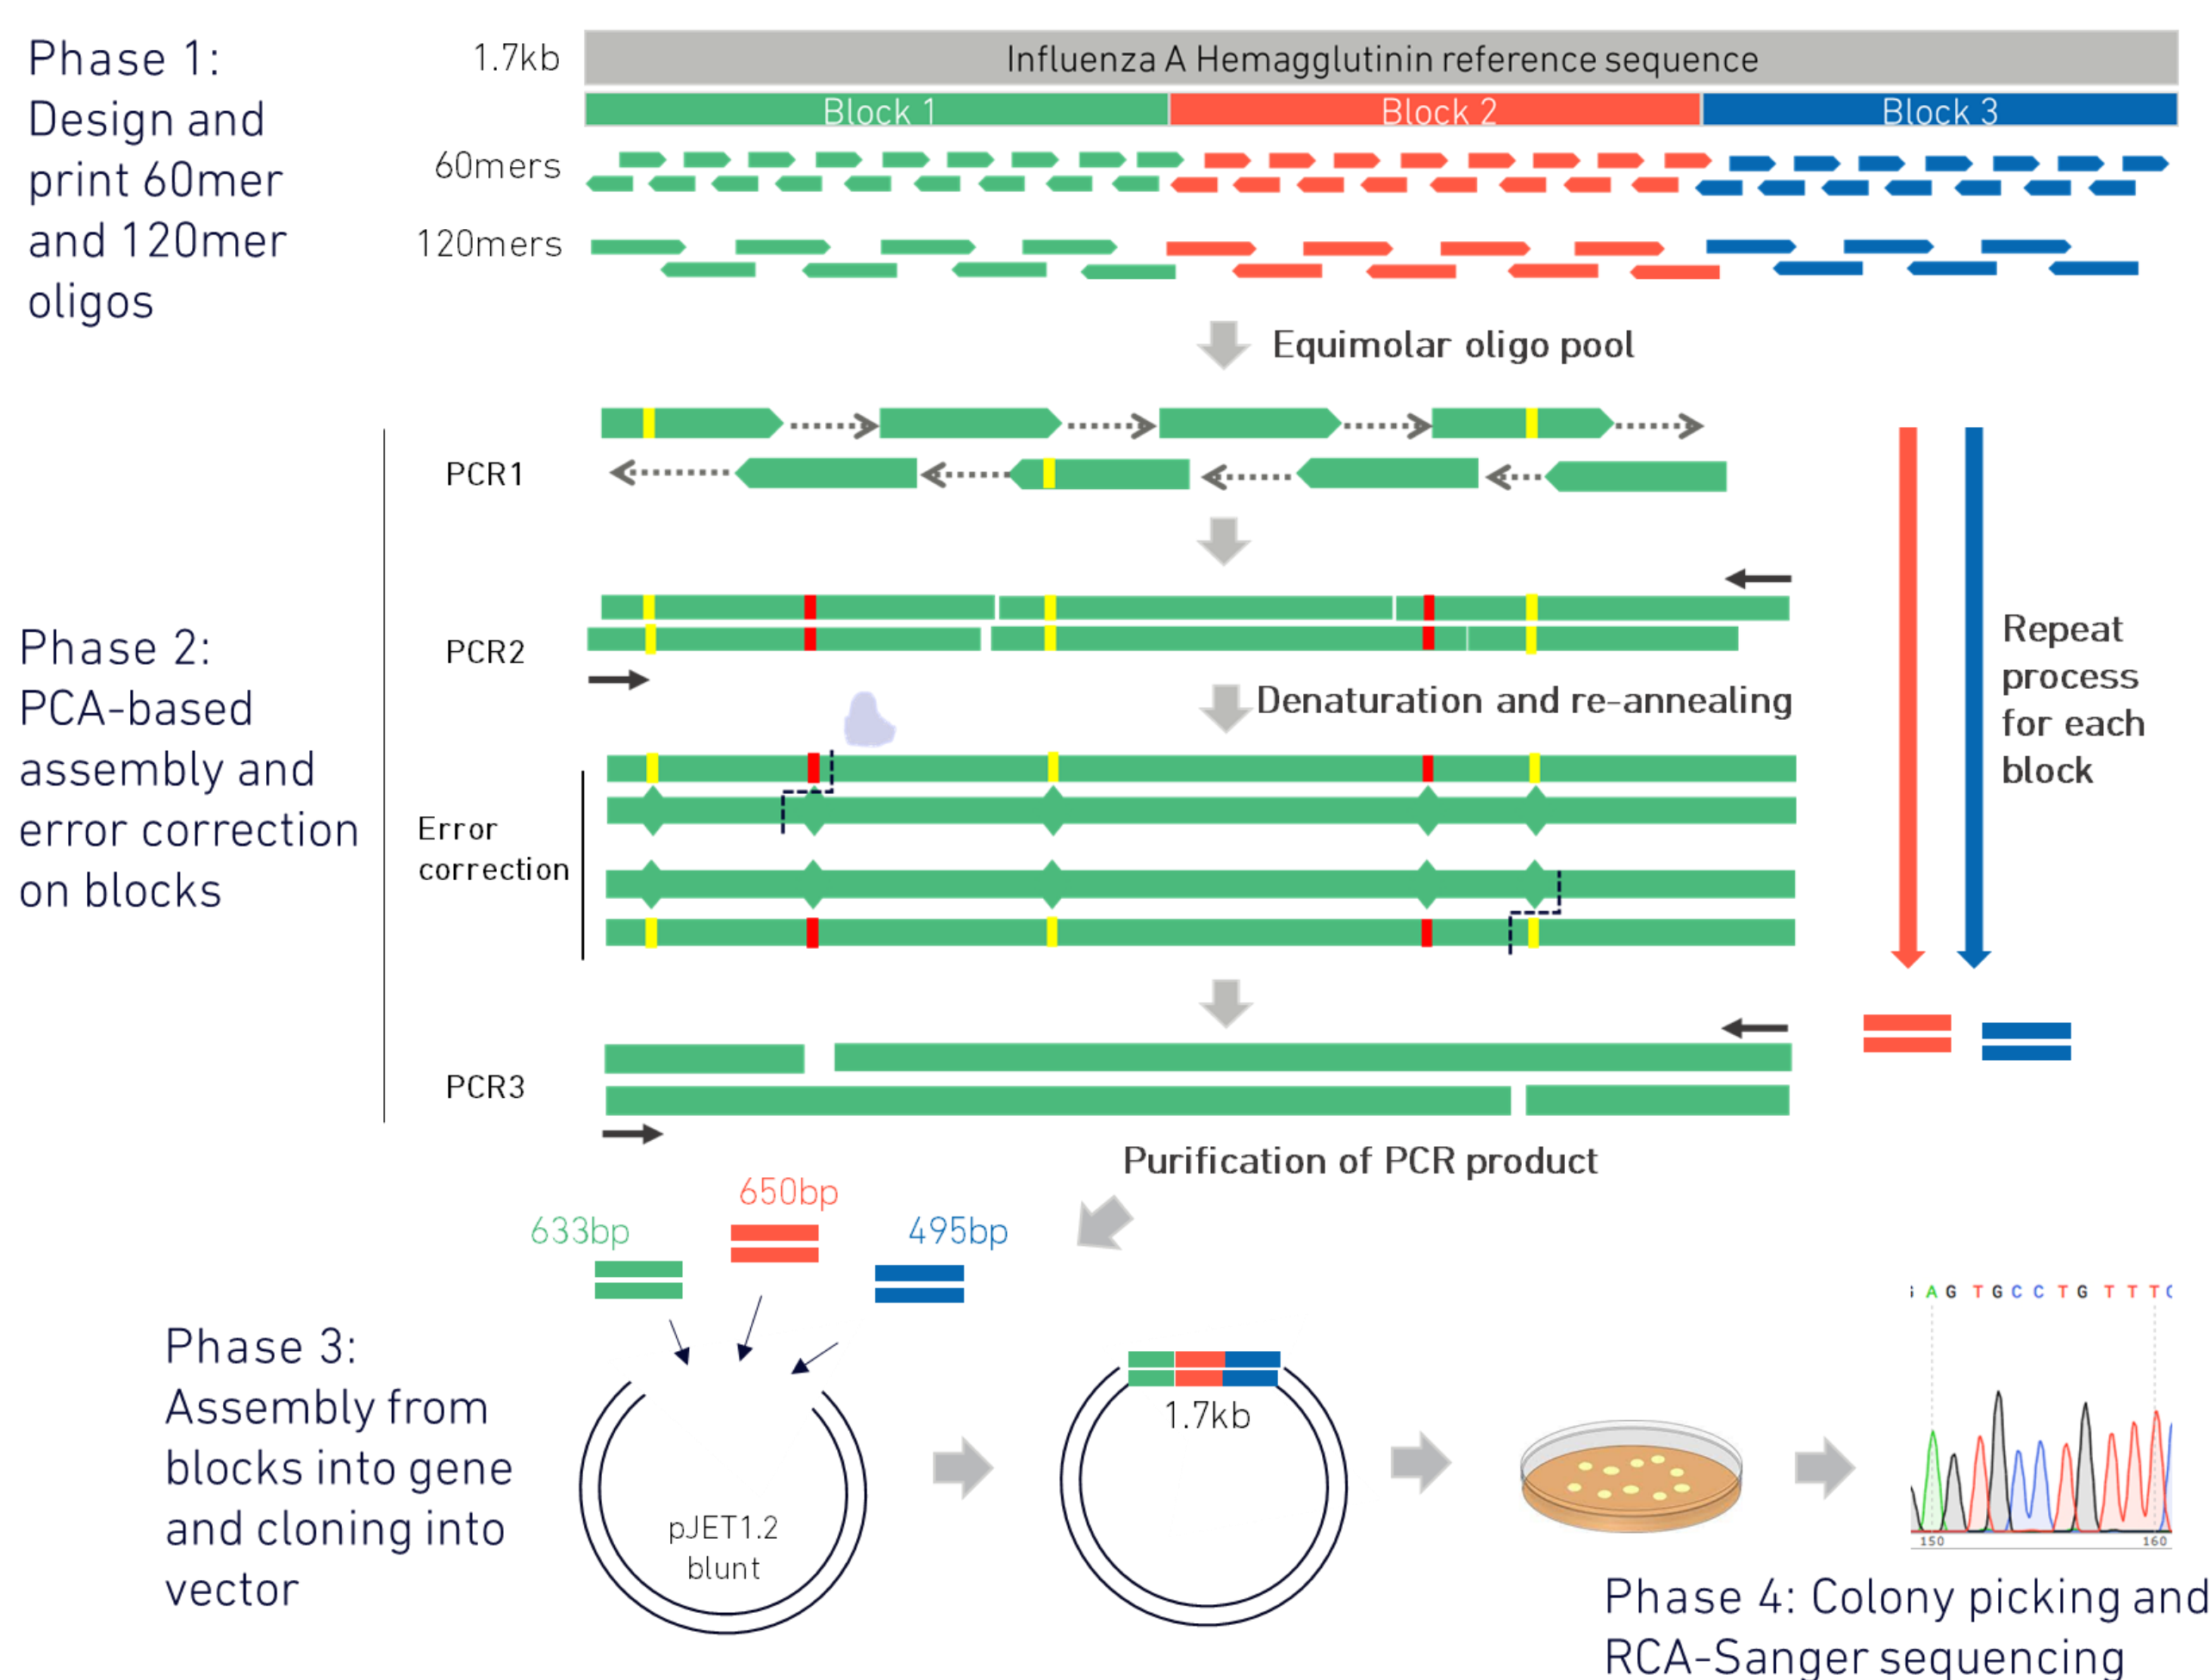 Phase 1:
Design and
print 60mer
and 120mer
oligos
1.7kb
Influenza A Hemagglutinin reference sequence
Block 1
Block 2
Block 3
60mers
120mers
Equimolar oligo pool
Phase 2:
PCA-based
assembly and
error correction
on blocks
PCR1
PCR2
Denaturation and re-annealing
Error
correction
PCR3
Repeat
process
for each
block
Purification of PCR product
633bp
650bp
495bp
Phase 3:
Assembly from
blocks into gene
and cloning into
vector
pJET1.2
blunt
1.7kb
A G T G C C T G T T T
150
160
Phase 4: Colony picking and
RCA-Sanger sequencing